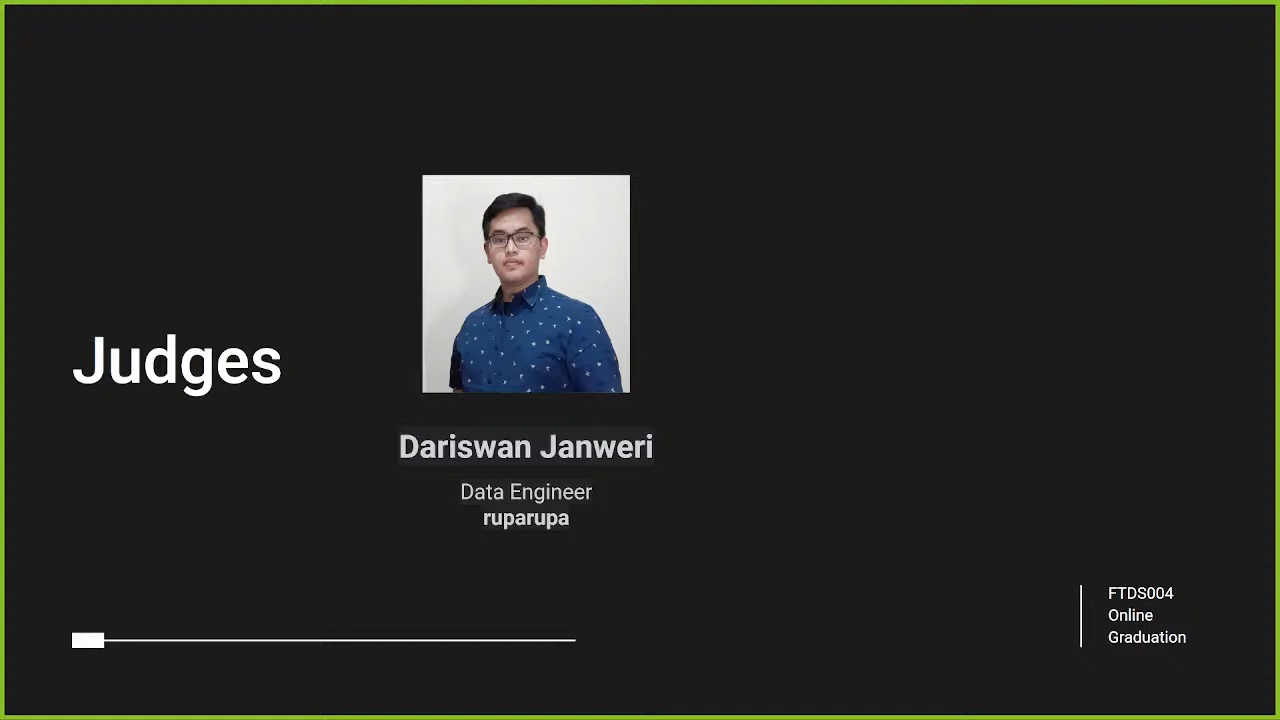 Judges
Dariswan Janweri
Data Engineer
ruparupa
FTDS004
Online
Graduation